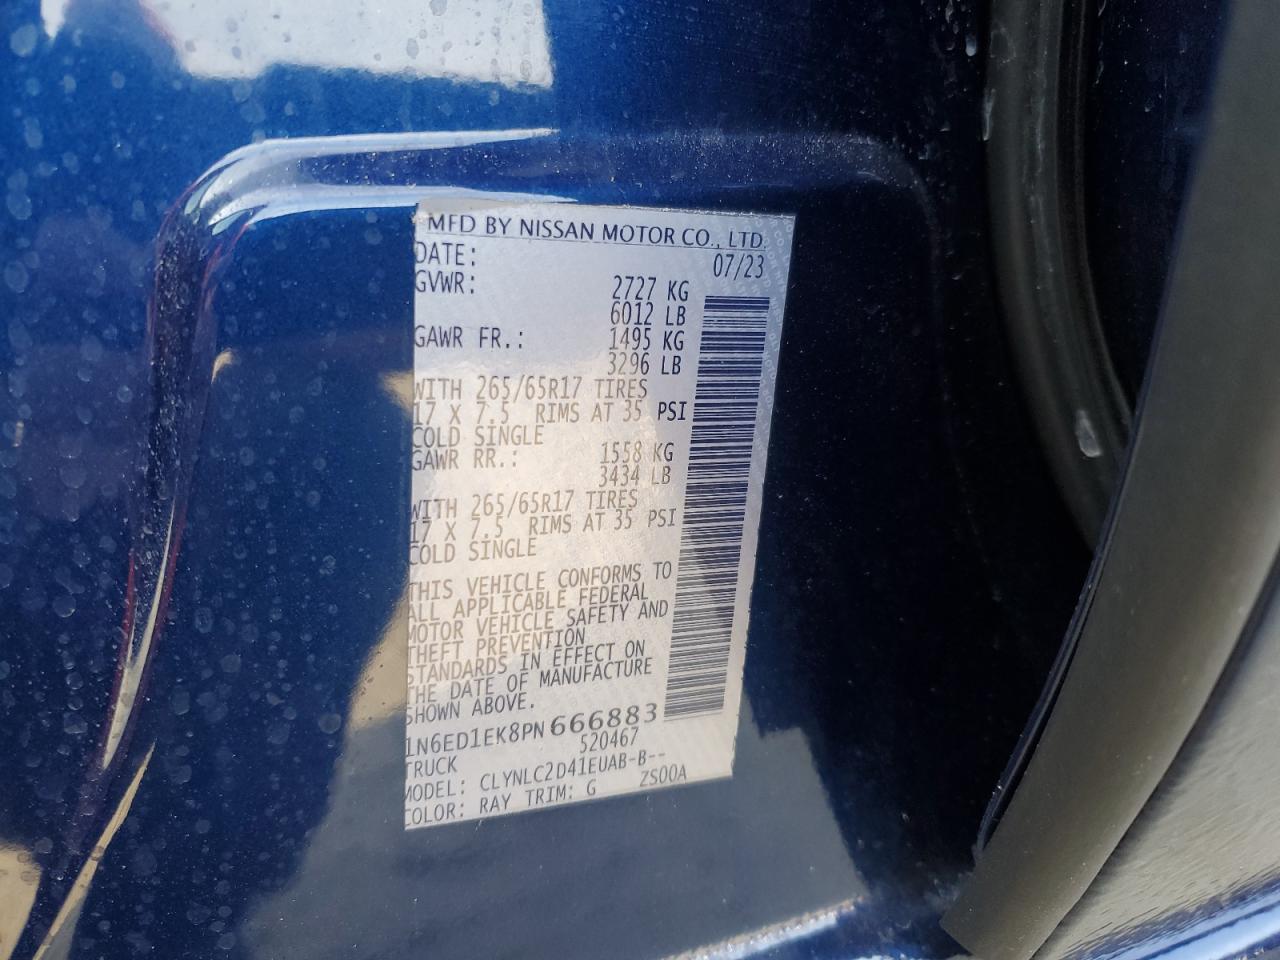 MFD BY NISSAN MOTOR CO., LTD.
DATE: 07/23
GVWR: 2727 KG
6012 LB
GAWR FR.: 1495 KG
3296 LB
WITH 265/65R17 TIRES
17 X 7.5 RIMS AT 35 PSI
COLD SINGLE
GAWR RR.: 1558 KG
3434 LB
WITH 265/65R17 TIRES
17 X 7.5 RIMS AT 35 PSI
COLD SINGLE
THIS VEHICLE CONFORMS TO
ALL APPLICABLE FEDERAL
MOTOR VEHICLE SAFETY AND
THEFT PREVENTION
STANDARDS IN EFFECT ON
THE DATE OF MANUFACTURE
SHOWN ABOVE.
1N6ED1EK8PN666883
TRUCK 520467
MODEL: CLYNLC2D41EUAB-B--
COLOR: RAY TRIM: G ZS00A